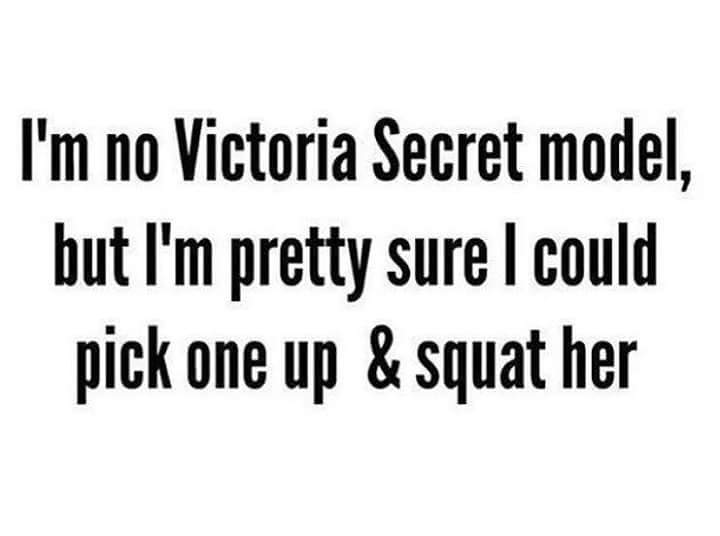 I'm no Victoria Secret model,
but I'm pretty sure I could
pick one up & squat her